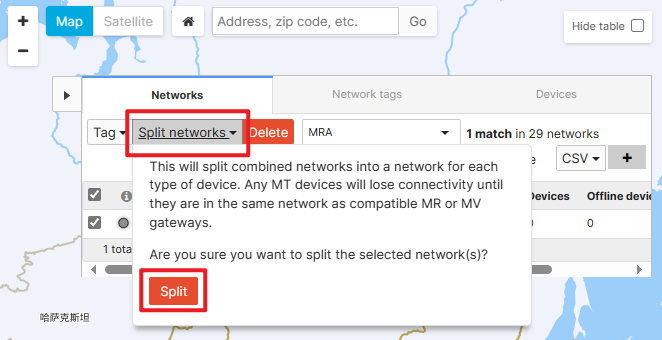 +
−
Map
Satellite
Address, zip code, etc.
Go
Hide table
Networks
Network tags
Devices
Tag
Split networks
Delete
MRA
1 match in 29 networks
CSV
+
This will split combined networks into a network for each
type of device. Any MT devices will lose connectivity until
they are in the same network as compatible MR or MV
gateways.
Are you sure you want to split the selected network(s)?
Split
Devices
Offline devic
0
1 tota
哈萨克斯坦